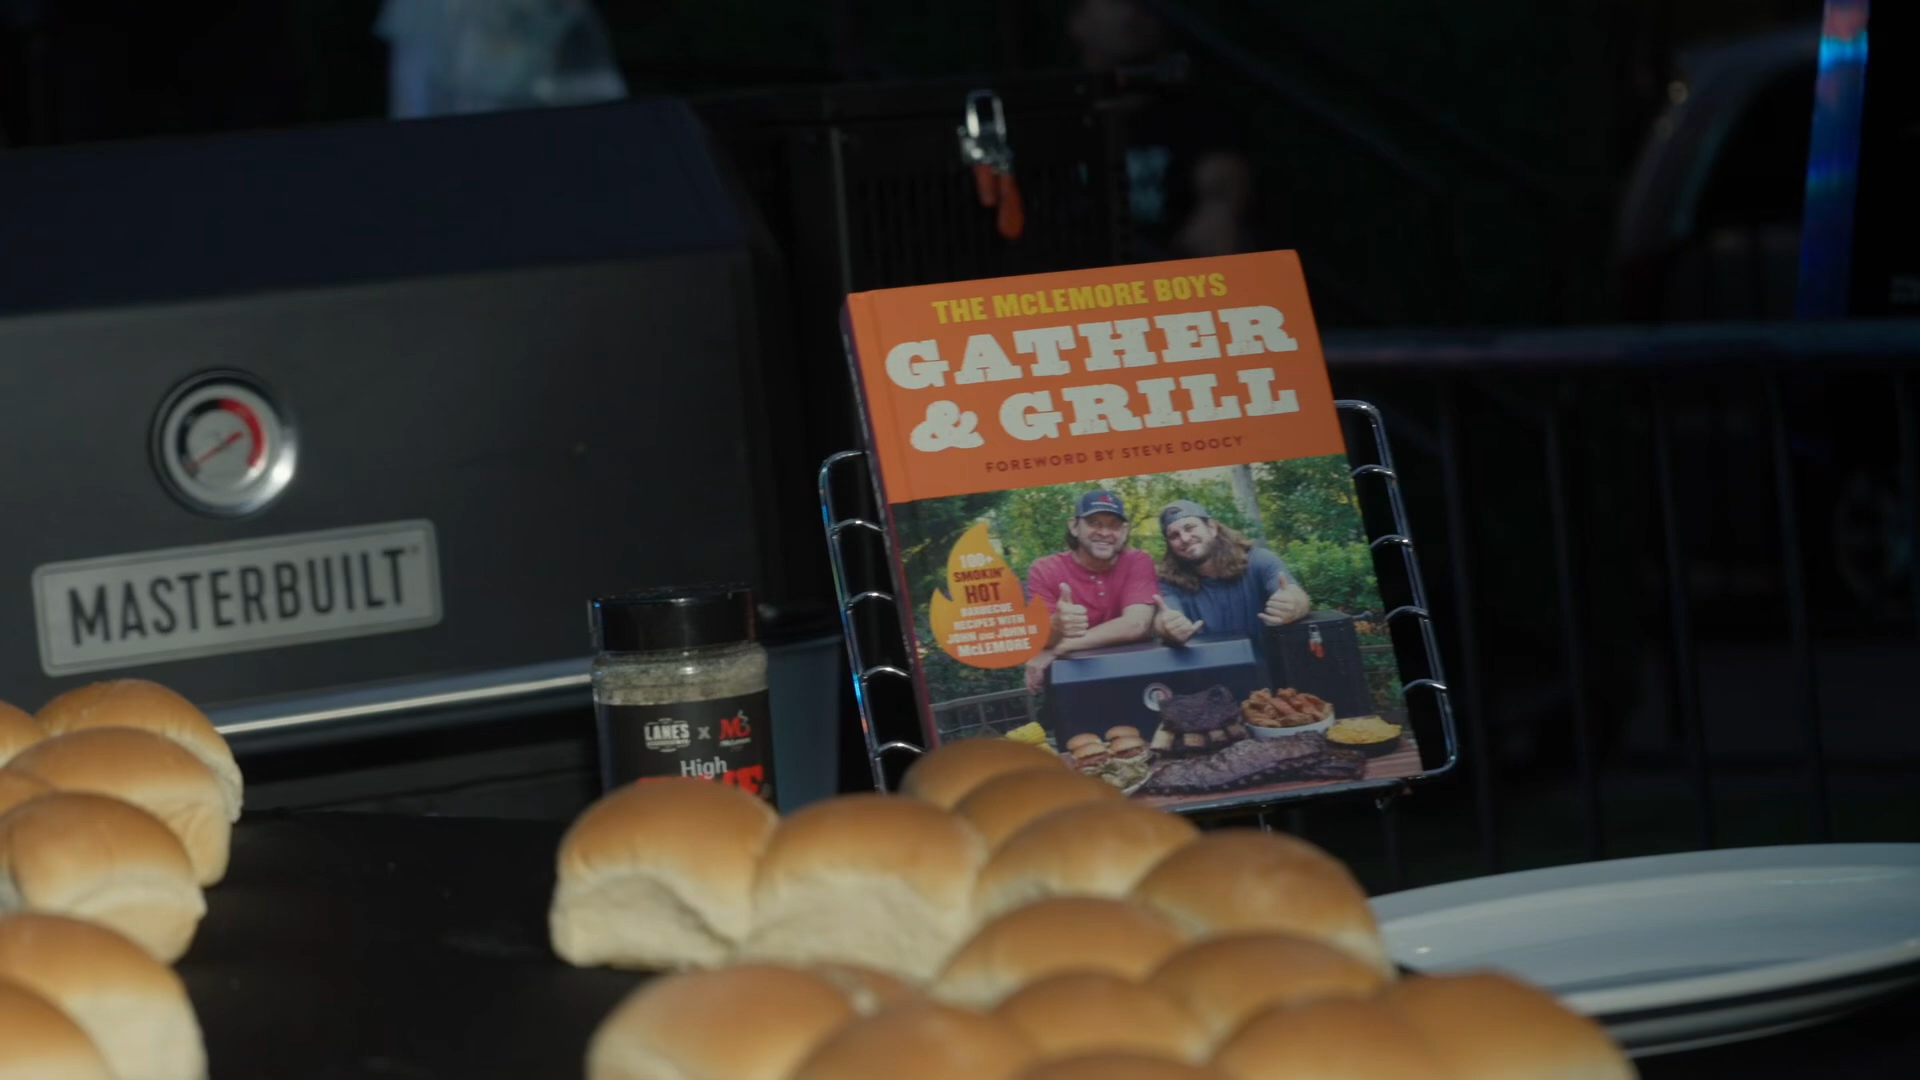 THE McLEMORE BOYS
GATHER
& GRILL
FOREWORD BY STEVE DOOCY
100+
SMOKIN'
HOT
BARBECUE
RECIPES WITH
JOHN AND JOHN II
McLEMORE
MASTERBUILT
LANES X
High